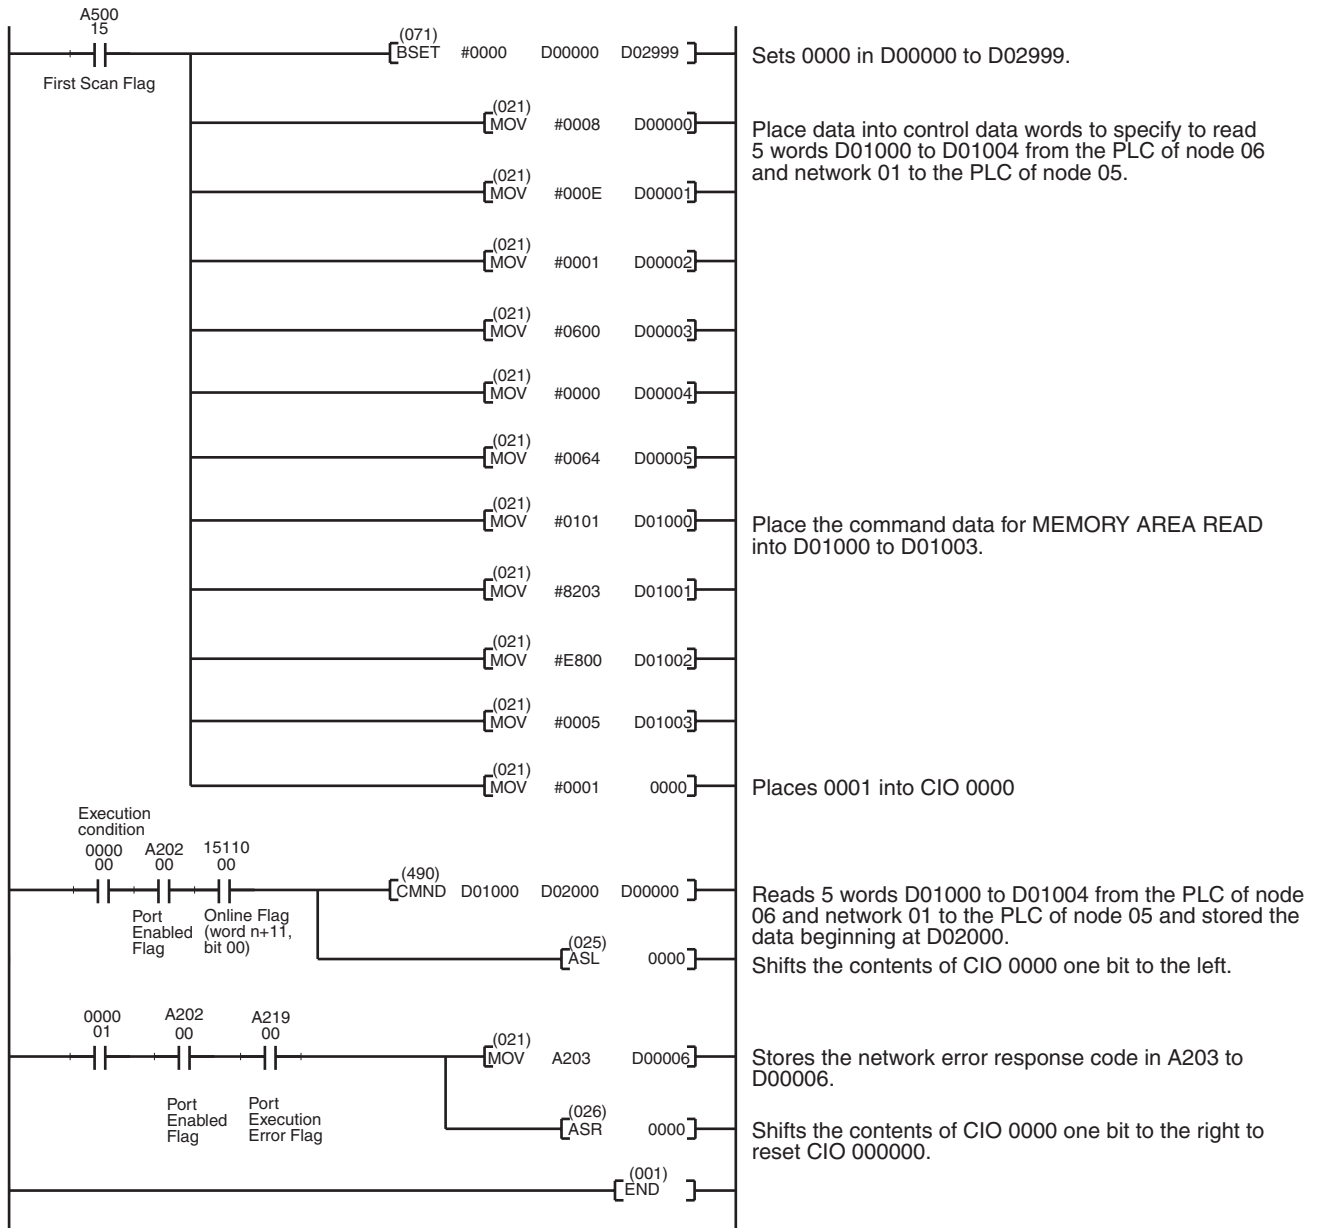 A500
15
First Scan Flag
(071)
BSET #0000 D00000 D02999
Sets 0000 in D00000 to D02999.
(021)
MOV #0008 D00000
Place data into control data words to specify to read
5 words D01000 to D01004 from the PLC of node 06
and network 01 to the PLC of node 05.
(021)
MOV #000E D00001
(021)
MOV #0001 D00002
(021)
MOV #0600 D00003
(021)
MOV #0000 D00004
(021)
MOV #0064 D00005
(021)
MOV #0101 D01000
Place the command data for MEMORY AREA READ
into D01000 to D01003.
(021)
MOV #8203 D01001
(021)
MOV #E800 D01002
(021)
MOV #0005 D01003
(021)
MOV #0001 0000
Places 0001 into CIO 0000
Execution
condition
0000 A202 15110
00 00 00
Port
Enabled
Flag
Online Flag
(word n+11,
bit 00)
(490)
CMND D01000 D02000 D00000
Reads 5 words D01000 to D01004 from the PLC of node
06 and network 01 to the PLC of node 05 and stored the
data beginning at D02000.
(025)
ASL 0000
Shifts the contents of CIO 0000 one bit to the left.
0000 A202 A219
01 00 00
Port
Enabled
Flag
Port
Execution
Error Flag
(021)
MOV A203 D00006
Stores the network error response code in A203 to
D00006.
(026)
ASR 0000
Shifts the contents of CIO 0000 one bit to the right to
reset CIO 000000.
(001)
END